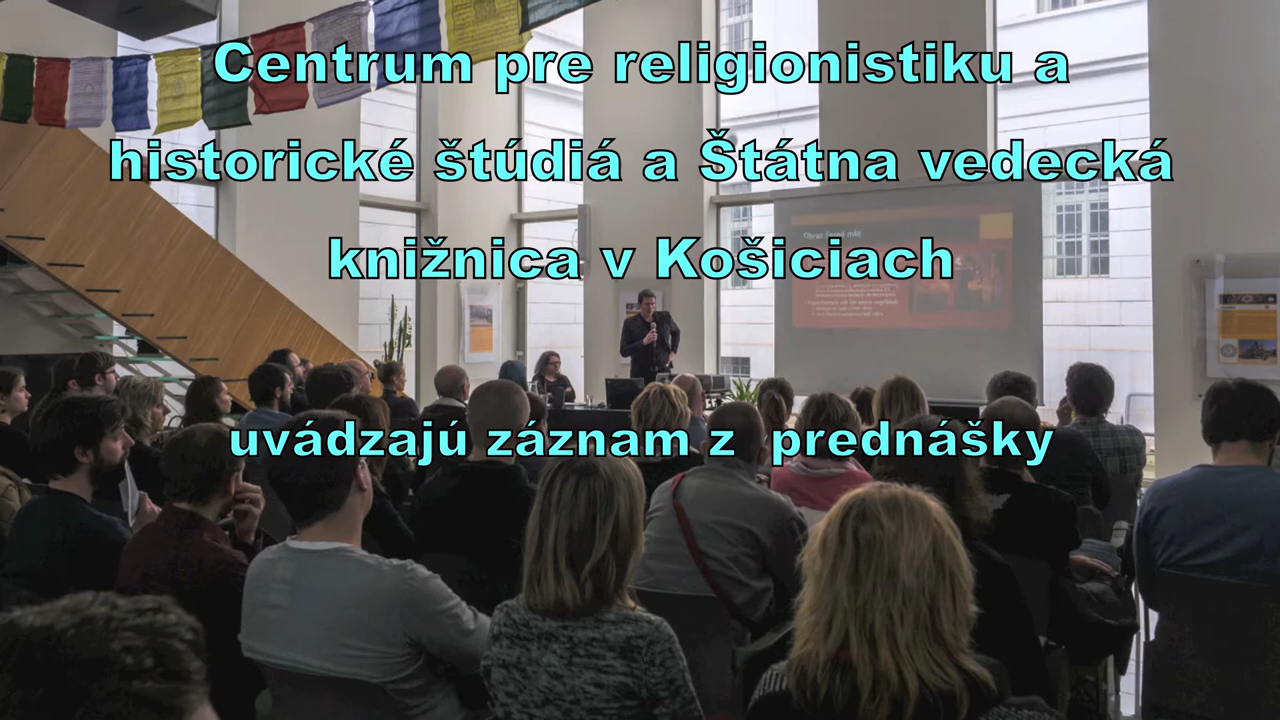 Centrum pre religionistiku a
historické štúdiá a Štátna vedecká
knižnica v Košiciach
uvádzajú záznam z  prednášky